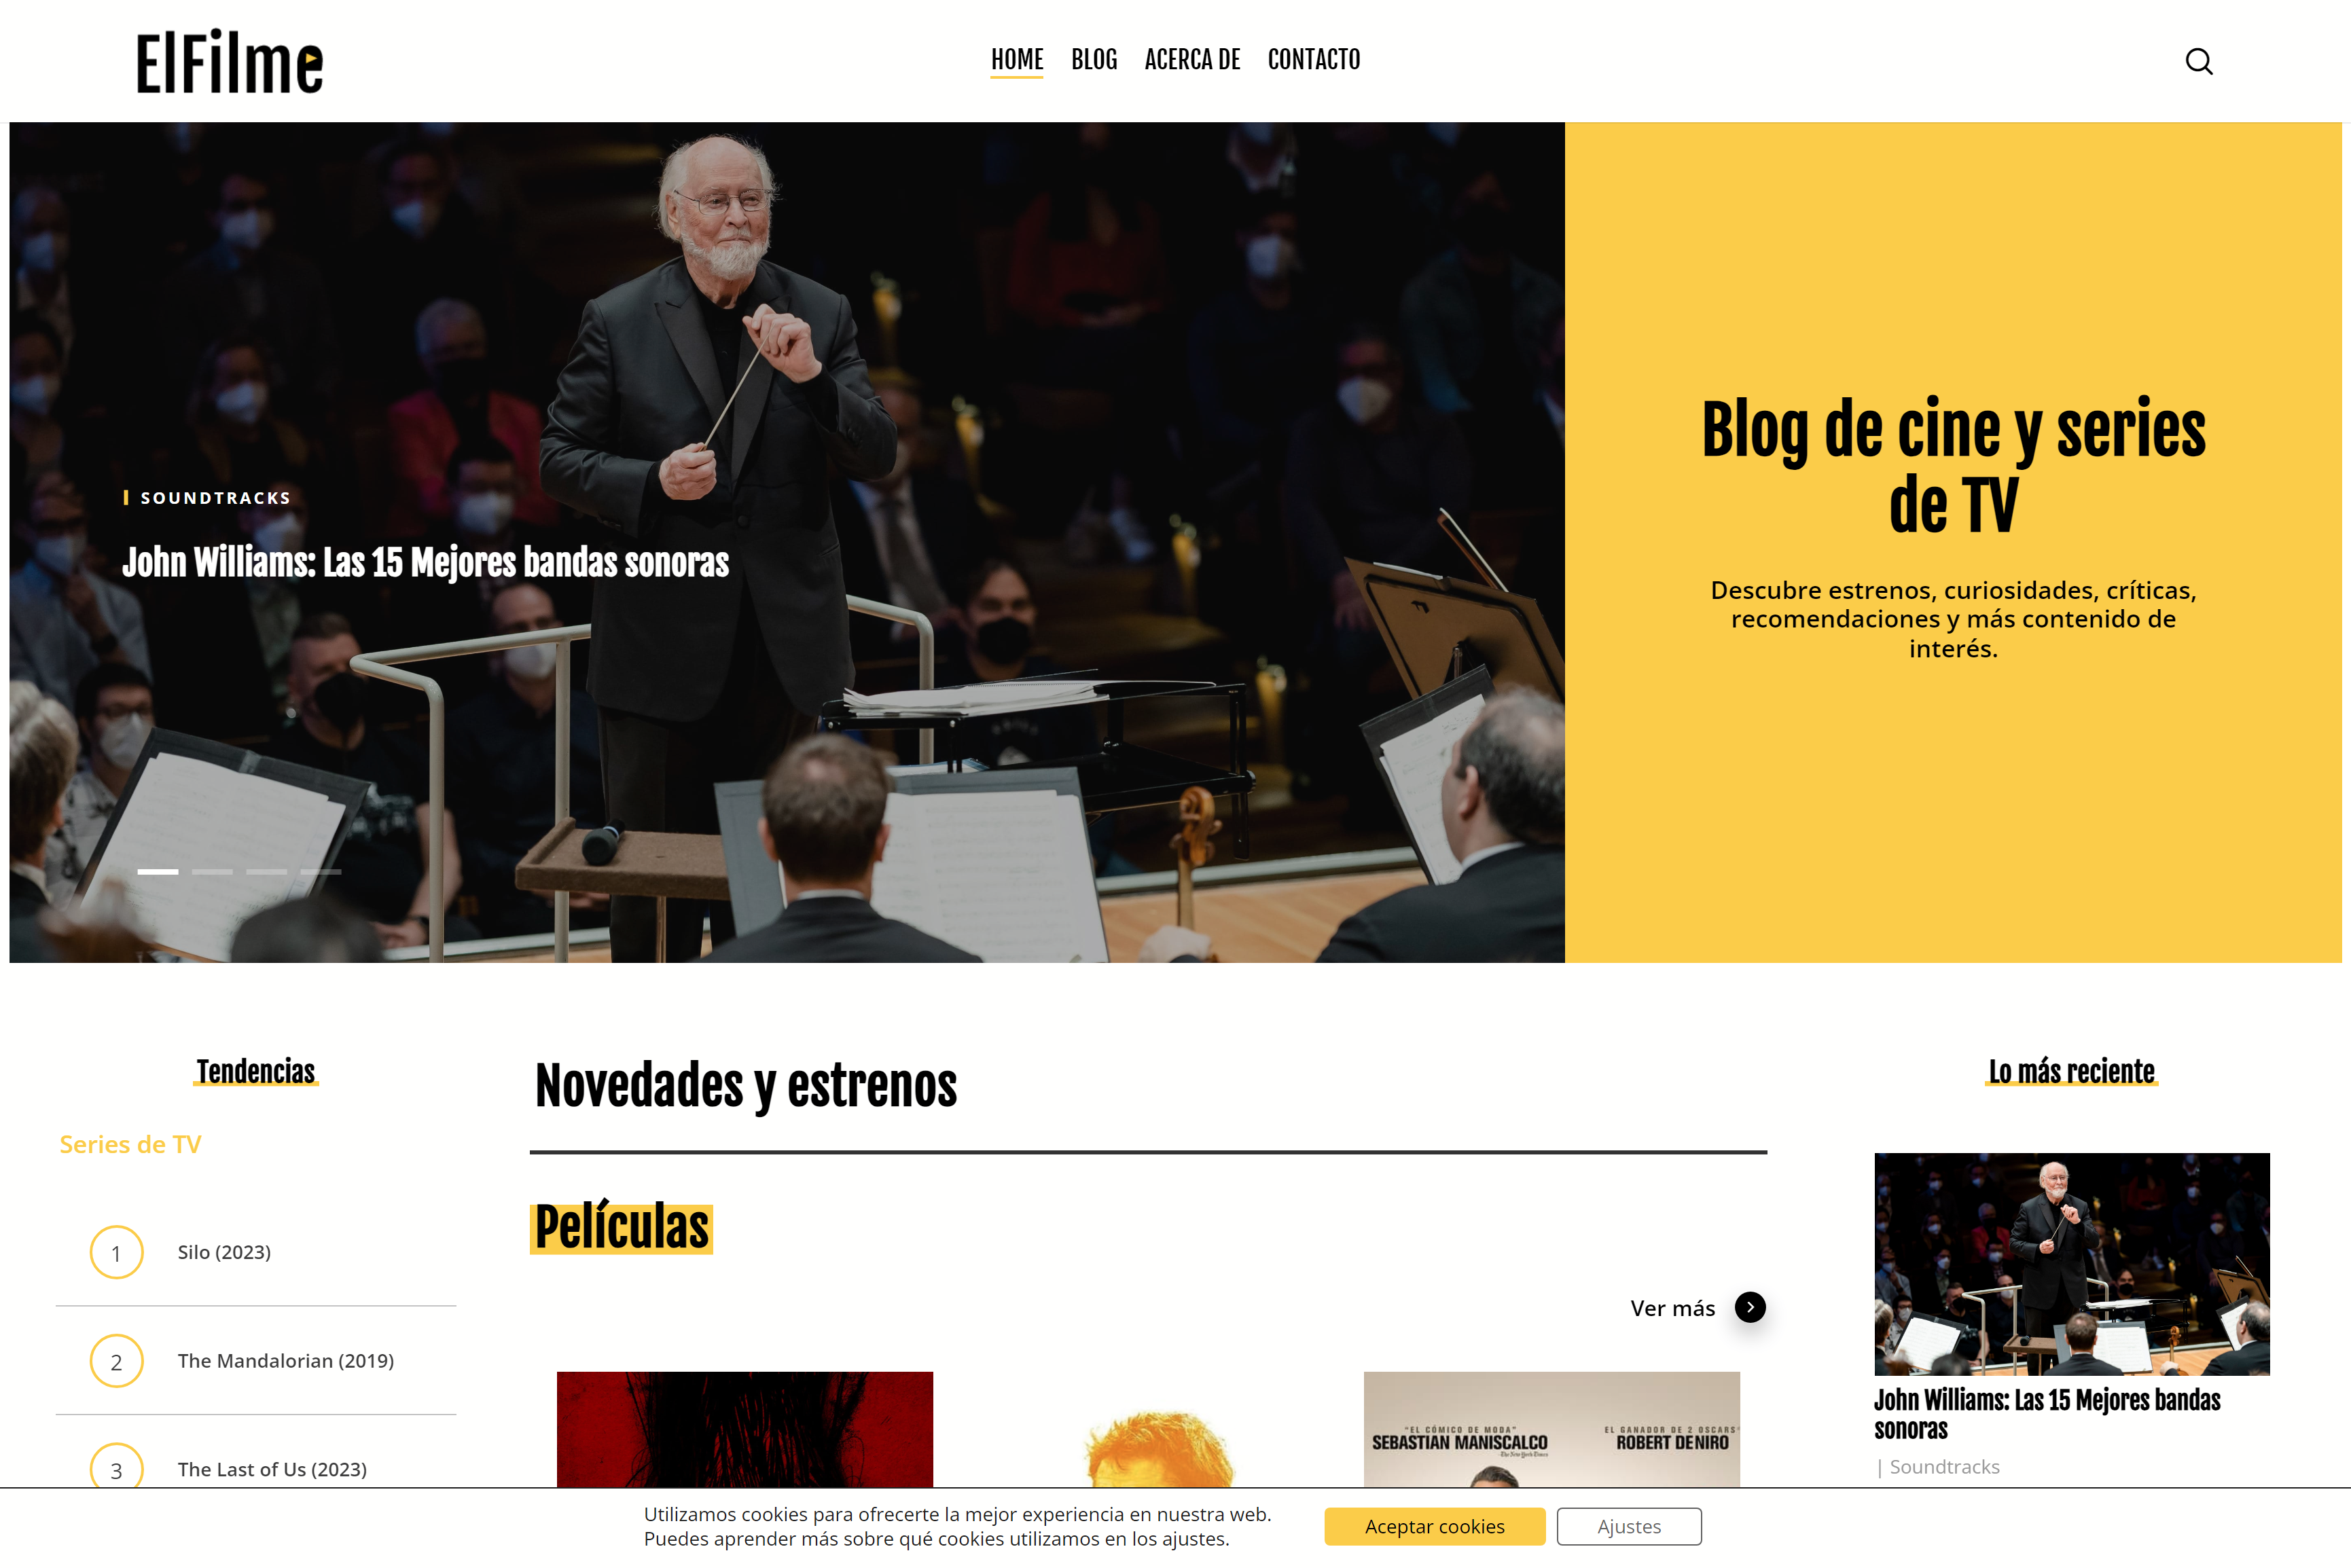 ElFilme
HOME BLOG ACERCA DE CONTACTO
SOUNDTRACKS
John Williams: Las 15 Mejores bandas sonoras
Blog de cine y series
de TV
Descubre estrenos, curiosidades, críticas,
recomendaciones y más contenido de
interés.
Tendencias
Series de TV
1 Silo (2023)
2 The Mandalorian (2019)
3 The Last of Us (2023)
Novedades y estrenos
Películas
Ver más
"EL CÓMICO DE MODA"
SEBASTIAN MANISCALCO
The New York Times
EL GANADOR DE 2 OSCARS
ROBERT DE NIRO
Lo más reciente
John Williams: Las 15 Mejores bandas
sonoras
| Soundtracks
Utilizamos cookies para ofrecerte la mejor experiencia en nuestra web.
Puedes aprender más sobre qué cookies utilizamos en los ajustes.
Aceptar cookies
Ajustes